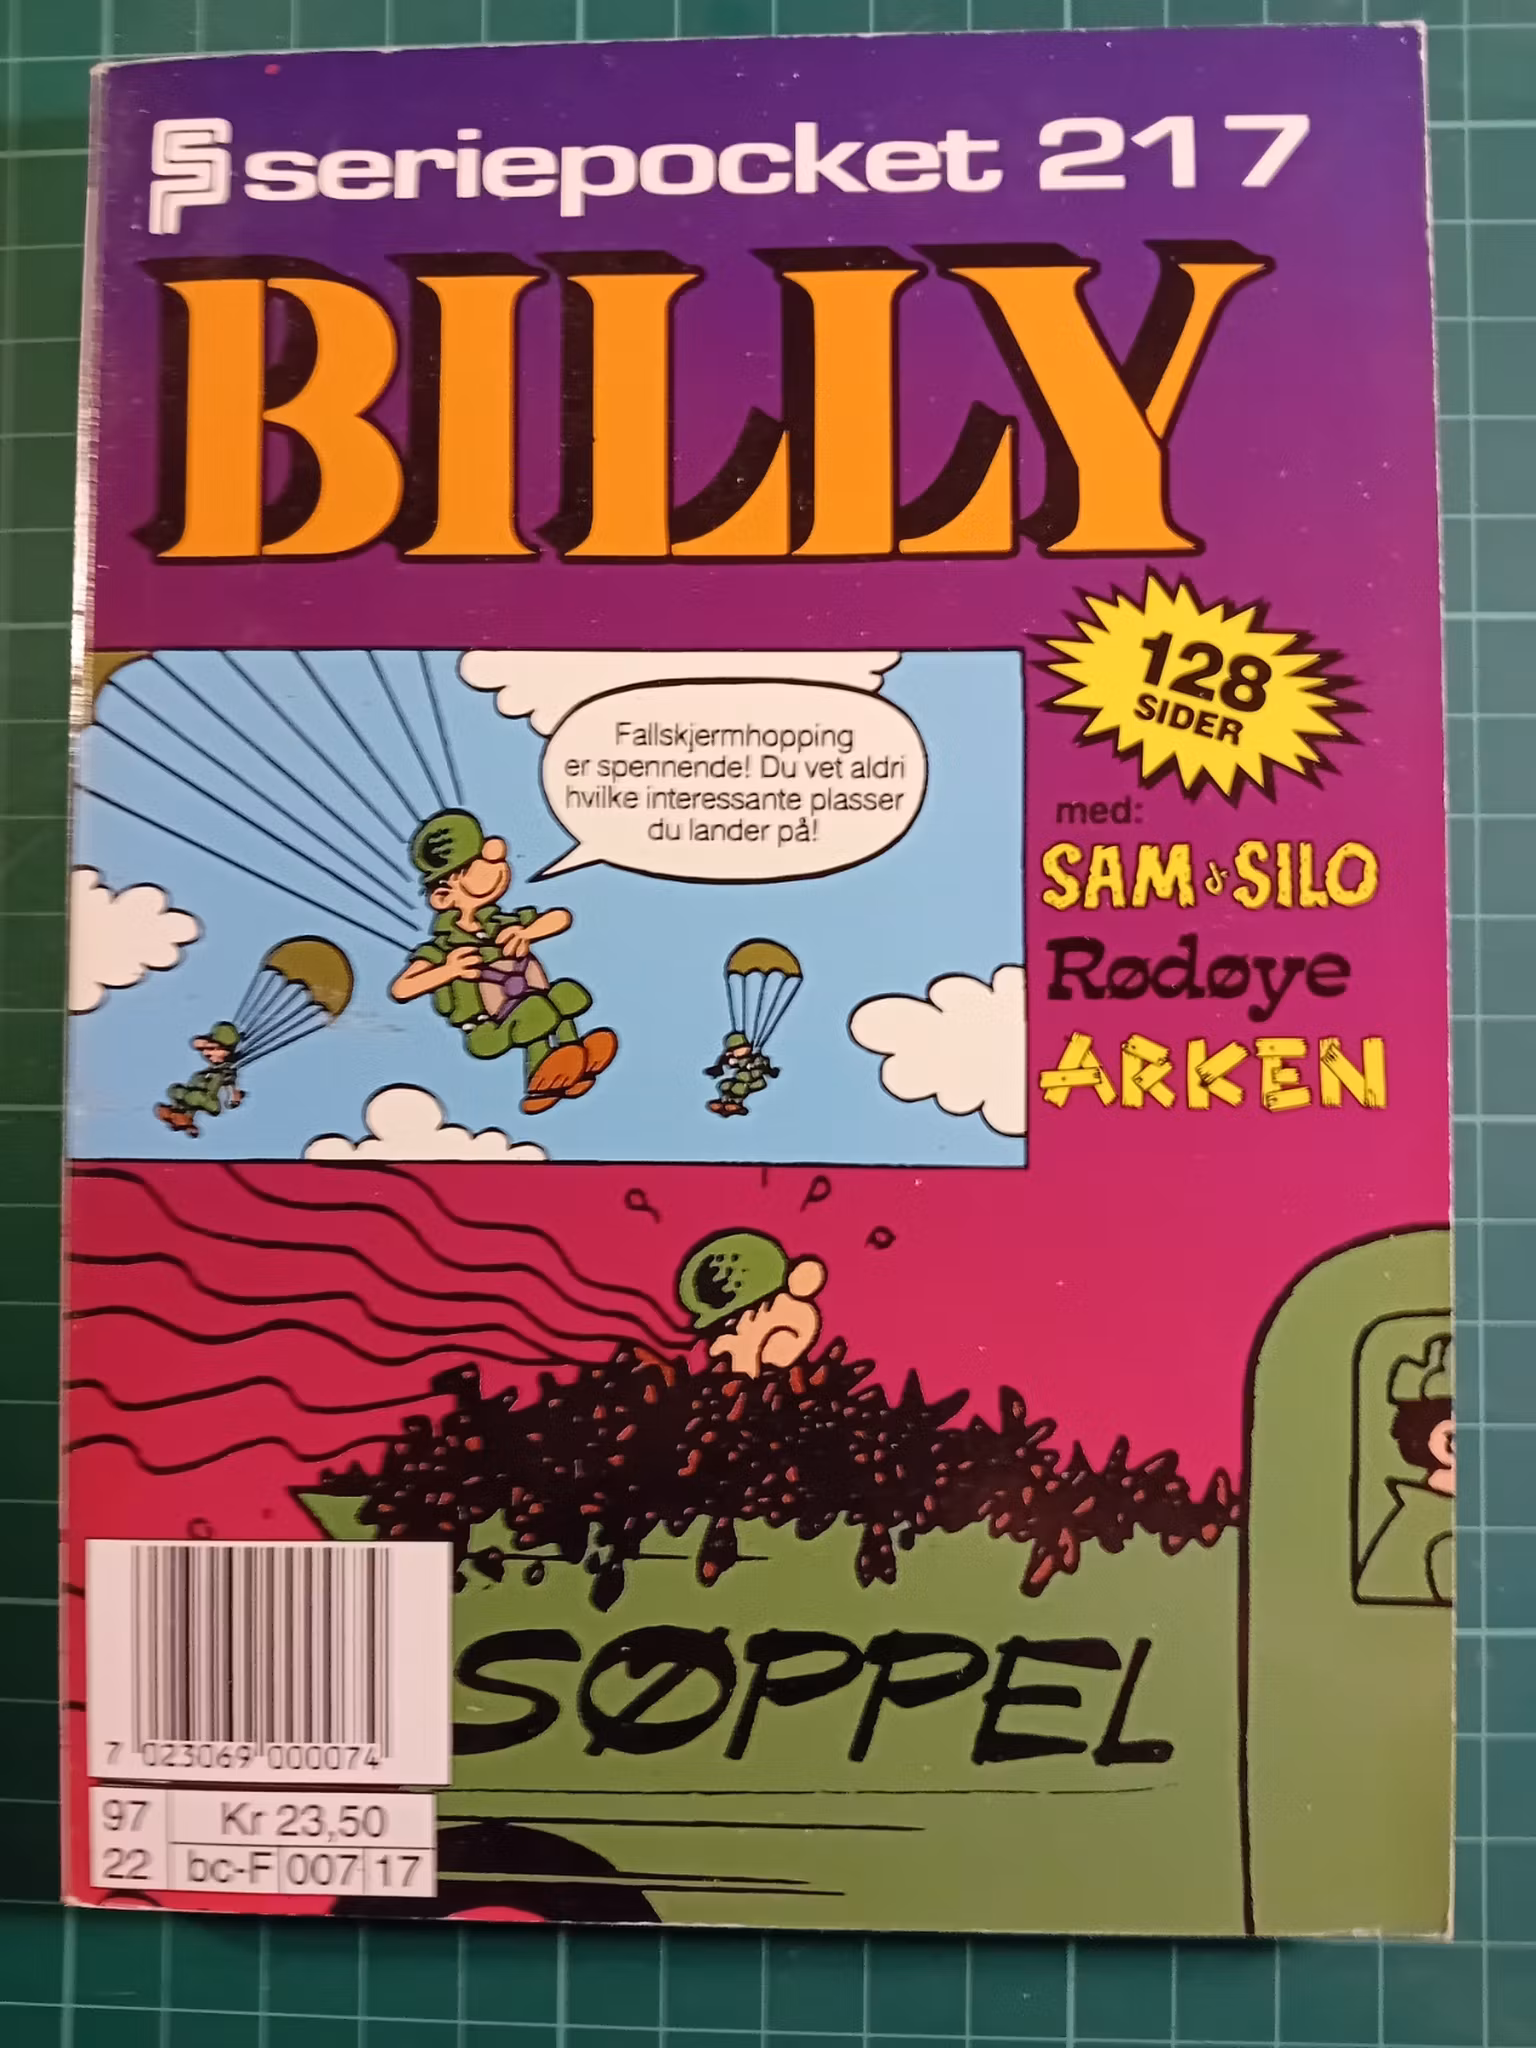 SP seriepocket 217
BILLY
128
SIDER
Fallskjermhopping
er spennende! Du vet aldri
hvilke interessante plasser
du lander på!
med:
SAM & SILO
Rødøye
ARKEN
SØPPEL
7 023069 000074
97
22
Kr 23,50
bc-F 007 17